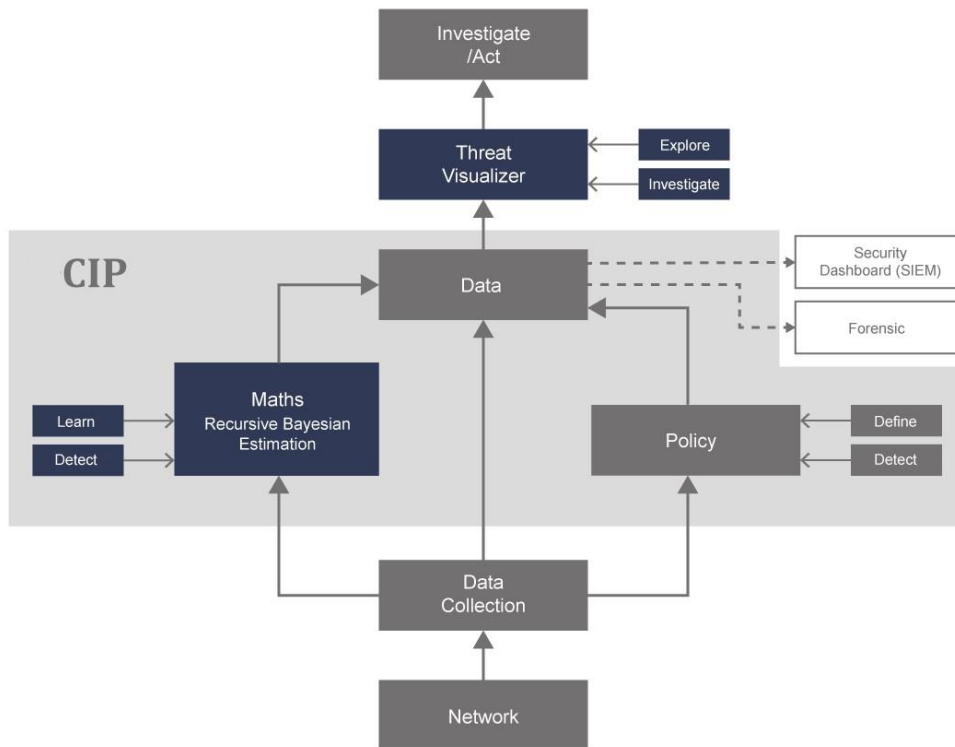 Investigate
/Act
Threat
Visualizer
Explore
Investigate
CIP
Data
Security
Dashboard (SIEM)
Forensic
Maths
Recursive Bayesian
Estimation
Learn
Detect
Policy
Define
Detect
Data
Collection
Network